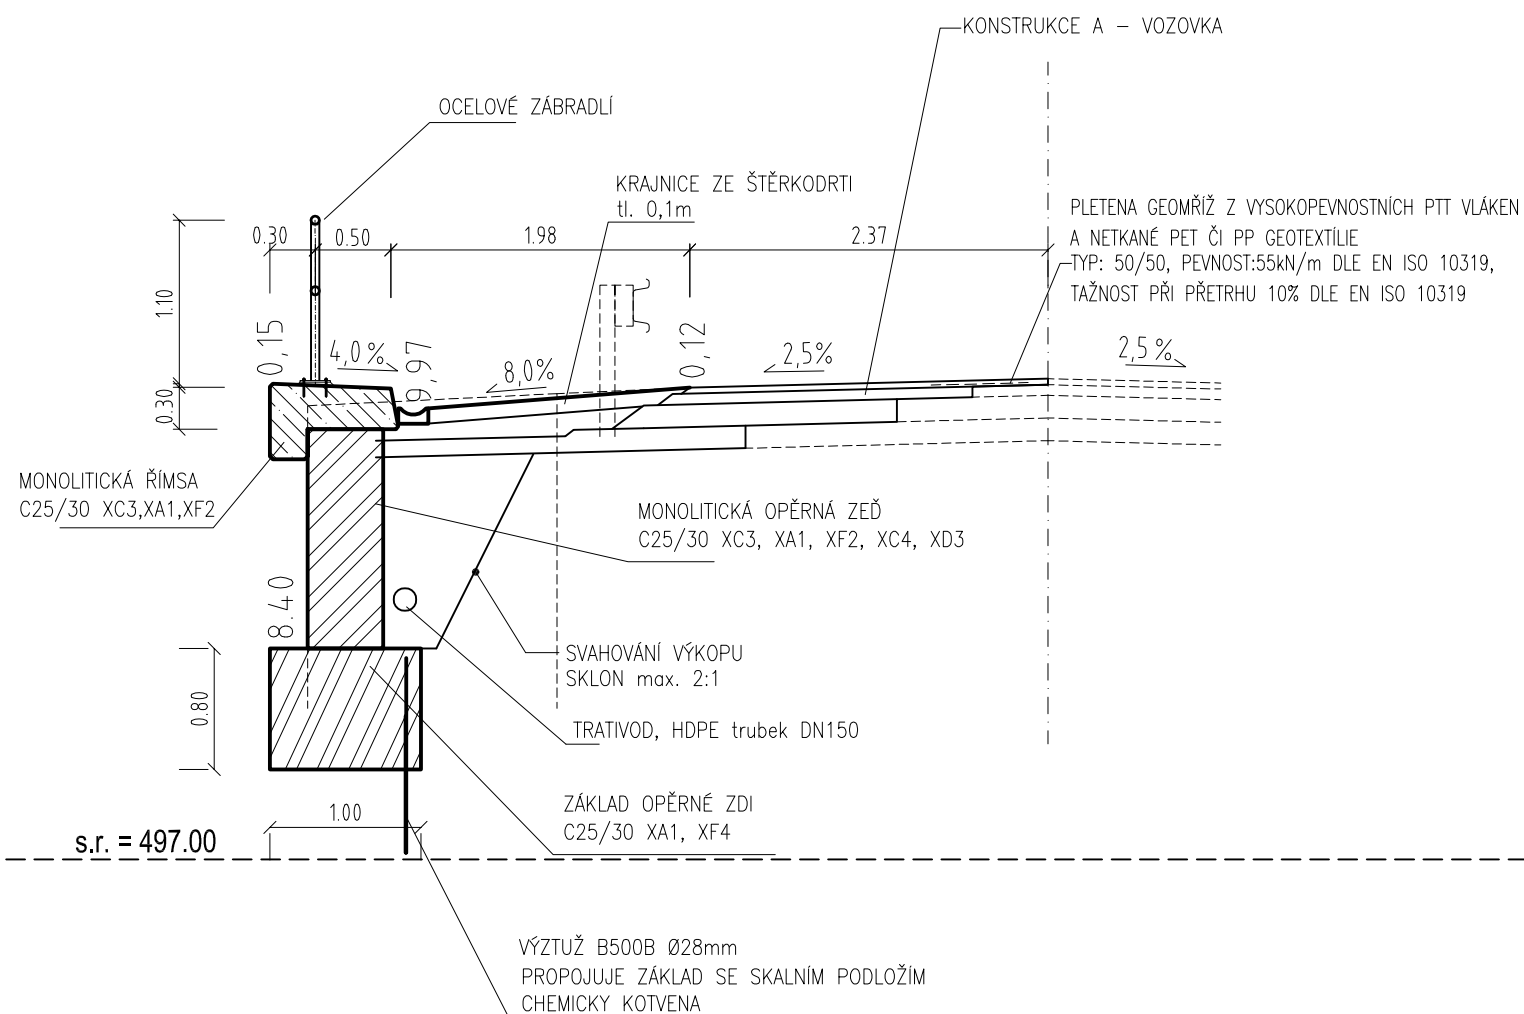 KONSTRUKCE A – VOZOVKA
OCELOVÉ ZÁBRADLÍ
KRAJNICE ZE ŠTĚRKODRTI
tl. 0,1m
PLETENA GEOMŘÍŽ Z VYSOKOPEVNOSTNÍCH PTT VLÁKEN
A NETKANÉ PET ČI PP GEOTEXTÍLIE
TYP: 50/50, PEVNOST:55kN/m DLE EN ISO 10319,
TAŽNOST PŘI PŘETRHU 10% DLE EN ISO 10319
0.30
0.50
1.98
2.37
1.10
0,15
4,0%
9,97
8,0%
0,12
2,5%
2,5%
0.30
MONOLITICKÁ ŘÍMSA
C25/30 XC3,XA1,XF2
MONOLITICKÁ OPĚRNÁ ZEĎ
C25/30 XC3, XA1, XF2, XC4, XD3
8.40
SVAHOVÁNÍ VÝKOPU
SKLON max. 2:1
0.80
TRATIVOD, HDPE trubek DN150
ZÁKLAD OPĚRNÉ ZDI
C25/30 XA1, XF4
1.00
s.r. = 497.00
VÝZTUŽ B500B Ø28mm
PROPOJUJE ZÁKLAD SE SKALNÍM PODLOŽÍM
CHEMICKY KOTVENA